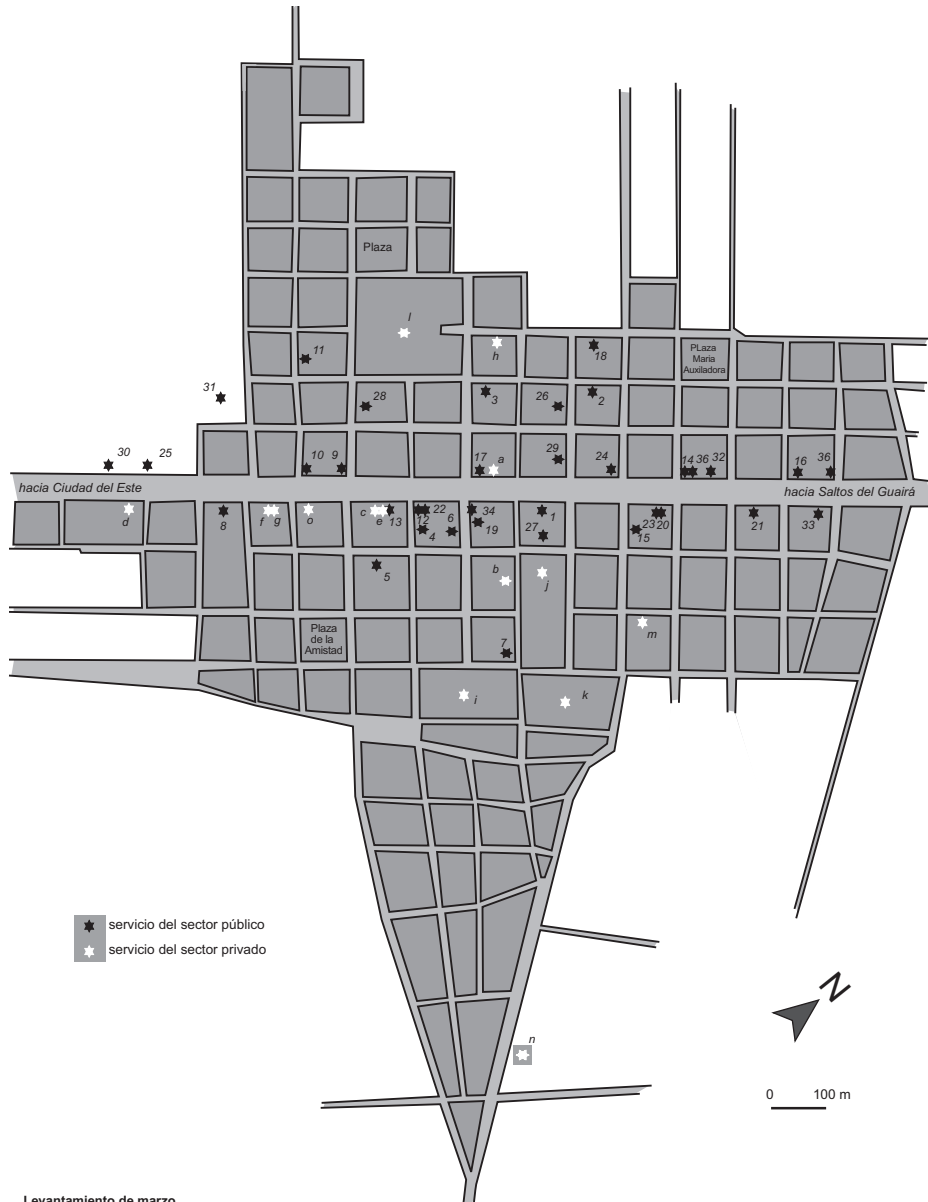 Plaza
l
h
18
PLaza
Maria
Auxiliadora
11
31
28
3
26
2
30
25
10 9
17 a
29
24
14 36 32
16 36
hacia Ciudad del Este
hacia Saltos del Guairá
d
8
f g
o
c e 13
12 22
4
6
34
19
1
27
23 20
15
21
33
5
b
j
Plaza
de la
Amistad
7
m
i
k
servicio del sector público
servicio del sector privado
N
n
0 100 m
Levantamiento de marzo